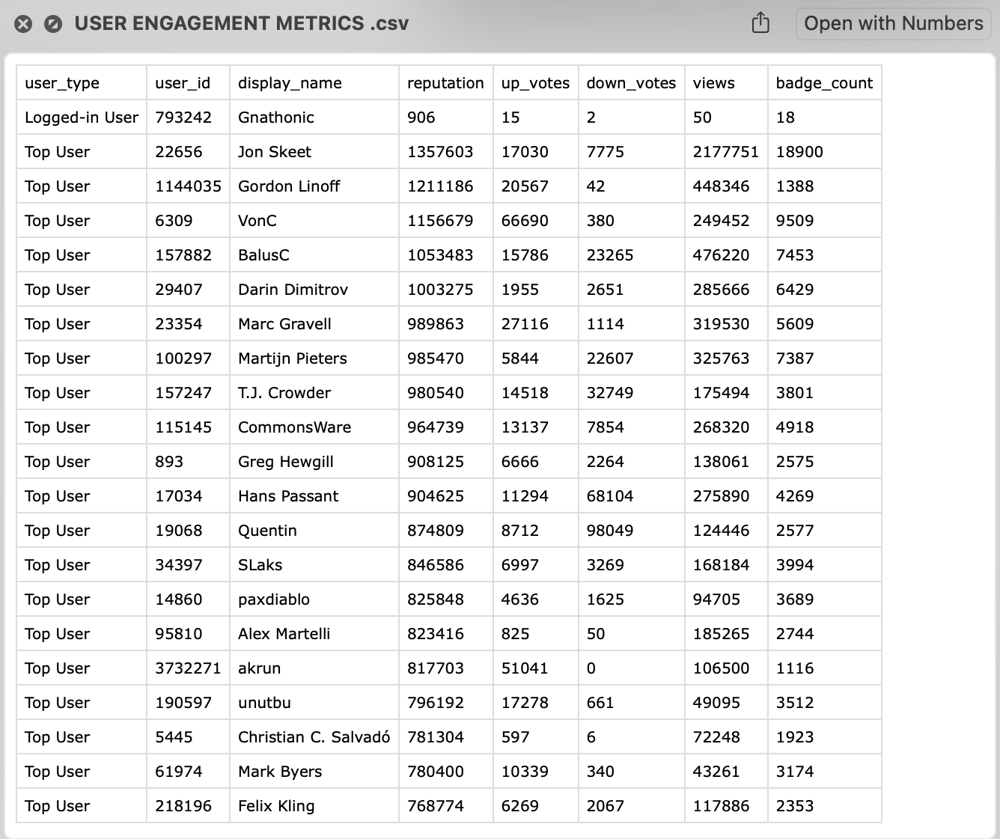 USER ENGAGEMENT METRICS .csv Open with Numbers
user_type user_id display_name reputation up_votes down_votes views badge_count
Logged-in User 793242 Gnathonic 906 15 2 50 18
Top User 22656 Jon Skeet 1357603 17030 7775 2177751 18900
Top User 1144035 Gordon Linoff 1211186 20567 42 448346 1388
Top User 6309 VonC 1156679 66690 380 249452 9509
Top User 157882 BalusC 1053483 15786 23265 476220 7453
Top User 29407 Darin Dimitrov 1003275 1955 2651 285666 6429
Top User 23354 Marc Gravell 989863 27116 1114 319530 5609
Top User 100297 Martijn Pieters 985470 5844 22607 325763 7387
Top User 157247 T.J. Crowder 980540 14518 32749 175494 3801
Top User 115145 CommonsWare 964739 13137 7854 268320 4918
Top User 893 Greg Hewgill 908125 6666 2264 138061 2575
Top User 17034 Hans Passant 904625 11294 68104 275890 4269
Top User 19068 Quentin 874809 8712 98049 124446 2577
Top User 34397 SLaks 846586 6997 3269 168184 3994
Top User 14860 paxdiablo 825848 4636 1625 94705 3689
Top User 95810 Alex Martelli 823416 825 50 185265 2744
Top User 3732271 akrun 817703 51041 0 106500 1116
Top User 190597 unutbu 796192 17278 661 49095 3512
Top User 5445 Christian C. Salvadó 781304 597 6 72248 1923
Top User 61974 Mark Byers 780400 10339 340 43261 3174
Top User 218196 Felix Kling 768774 6269 2067 117886 2353